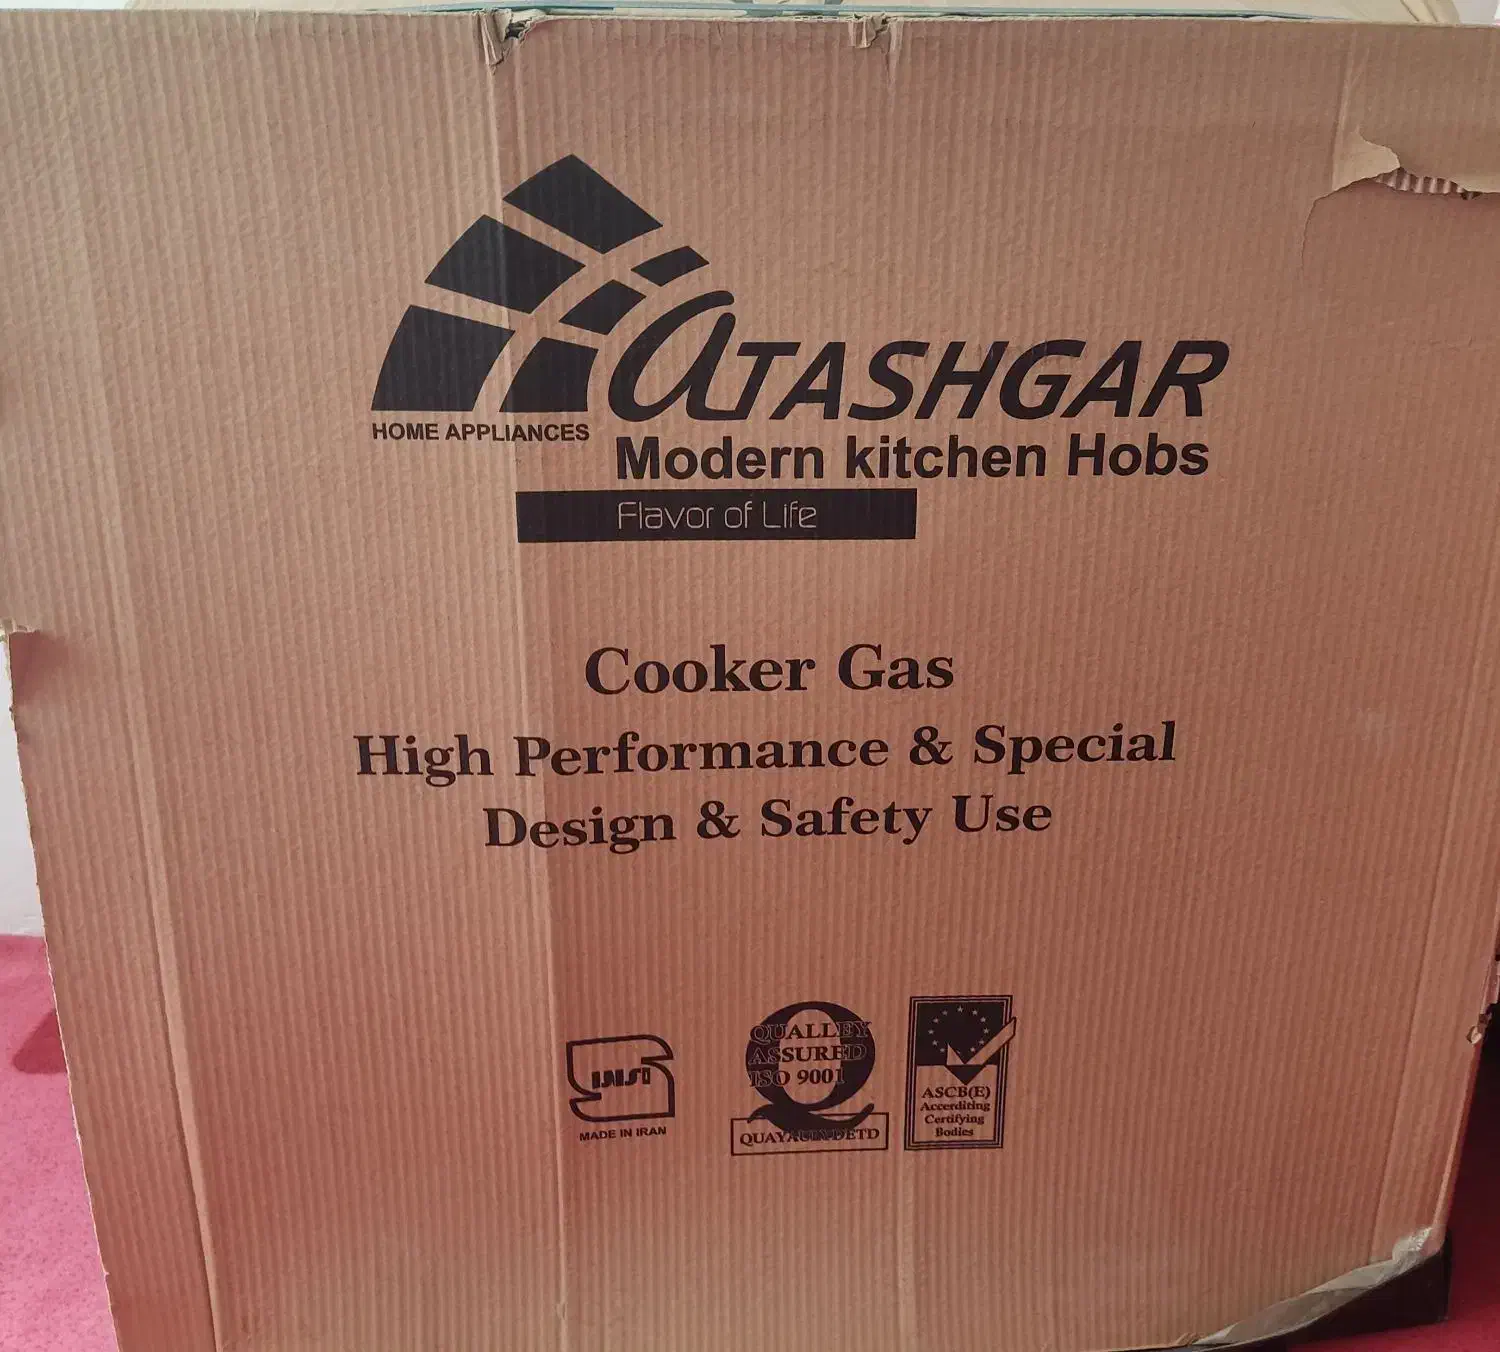 ATASHGAR
HOME APPLIANCES
Modern kitchen Hobs
Flavor of Life
Cooker Gas
High Performance & Special
Design & Safety Use
MADE IN IRAN
QUALLEY
ASSURED
ISO 9001
ASCB(E)
Accerditing
Certifying
Bodies